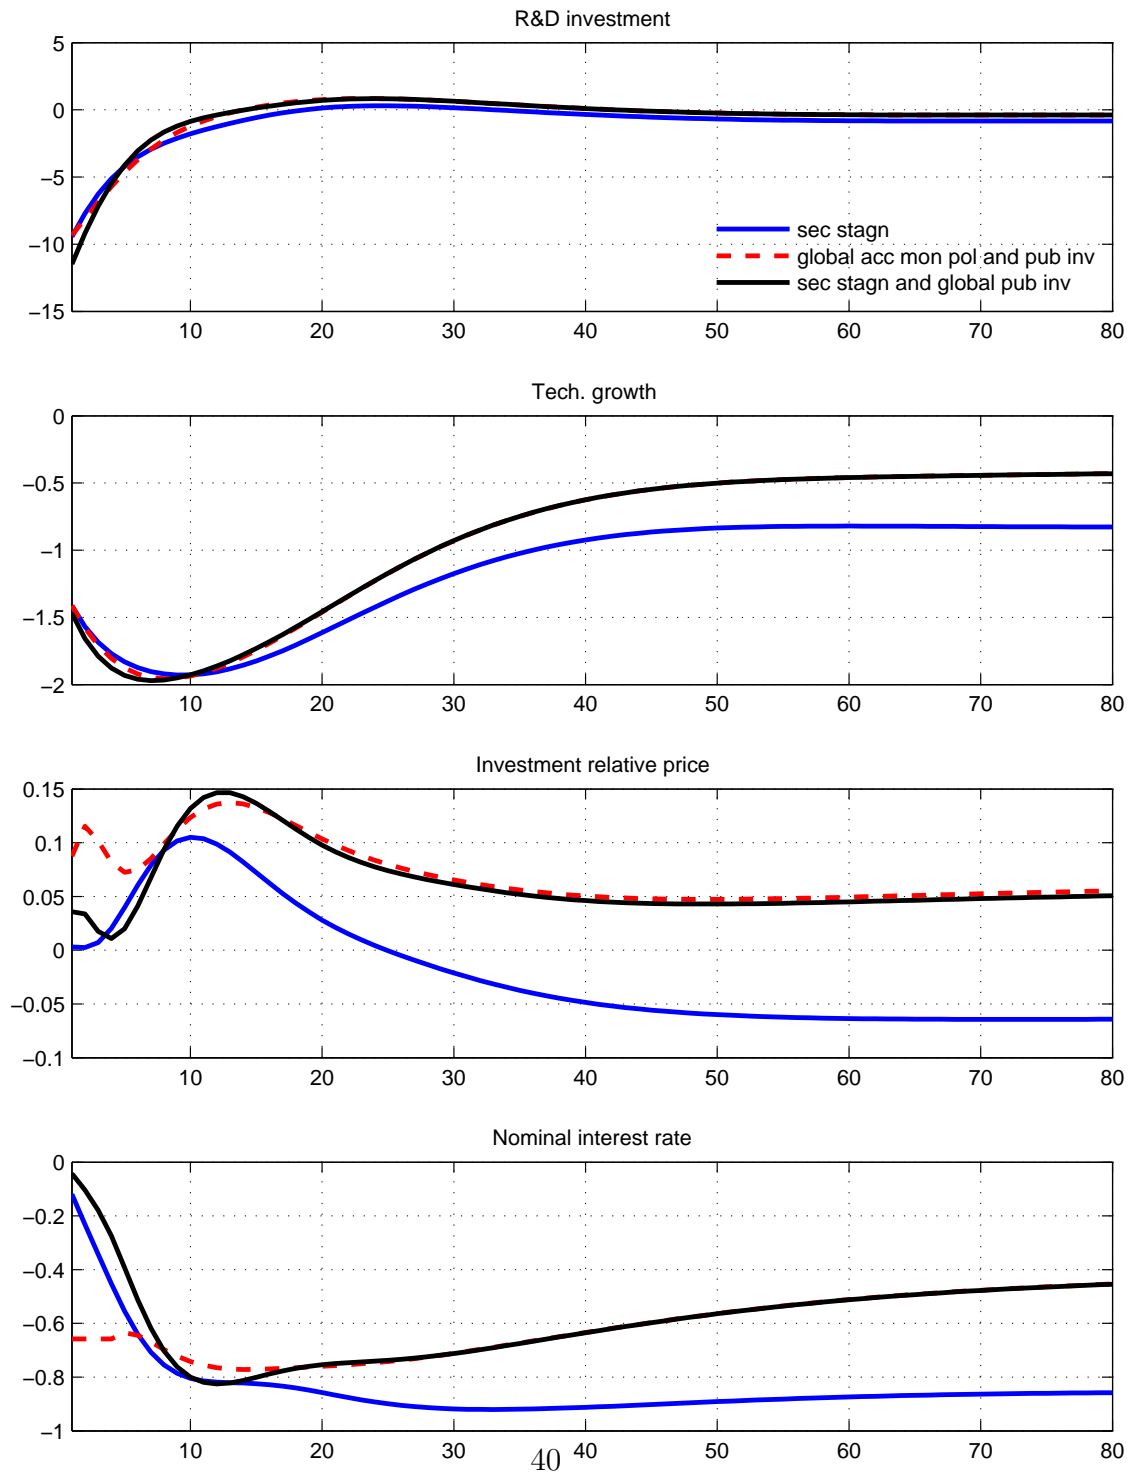 R&D investment
5
0
−5
−10
−15
sec stagn
global acc mon pol and pub inv
sec stagn and global pub inv
10 20 30 40 50 60 70 80
Tech. growth
0
−0.5
−1
−1.5
−2
10 20 30 40 50 60 70 80
Investment relative price
0.15
0.1
0.05
0
−0.05
−0.1
10 20 30 40 50 60 70 80
Nominal interest rate
0
−0.2
−0.4
−0.6
−0.8
−1
10 20 30 40 50 60 70 80
40